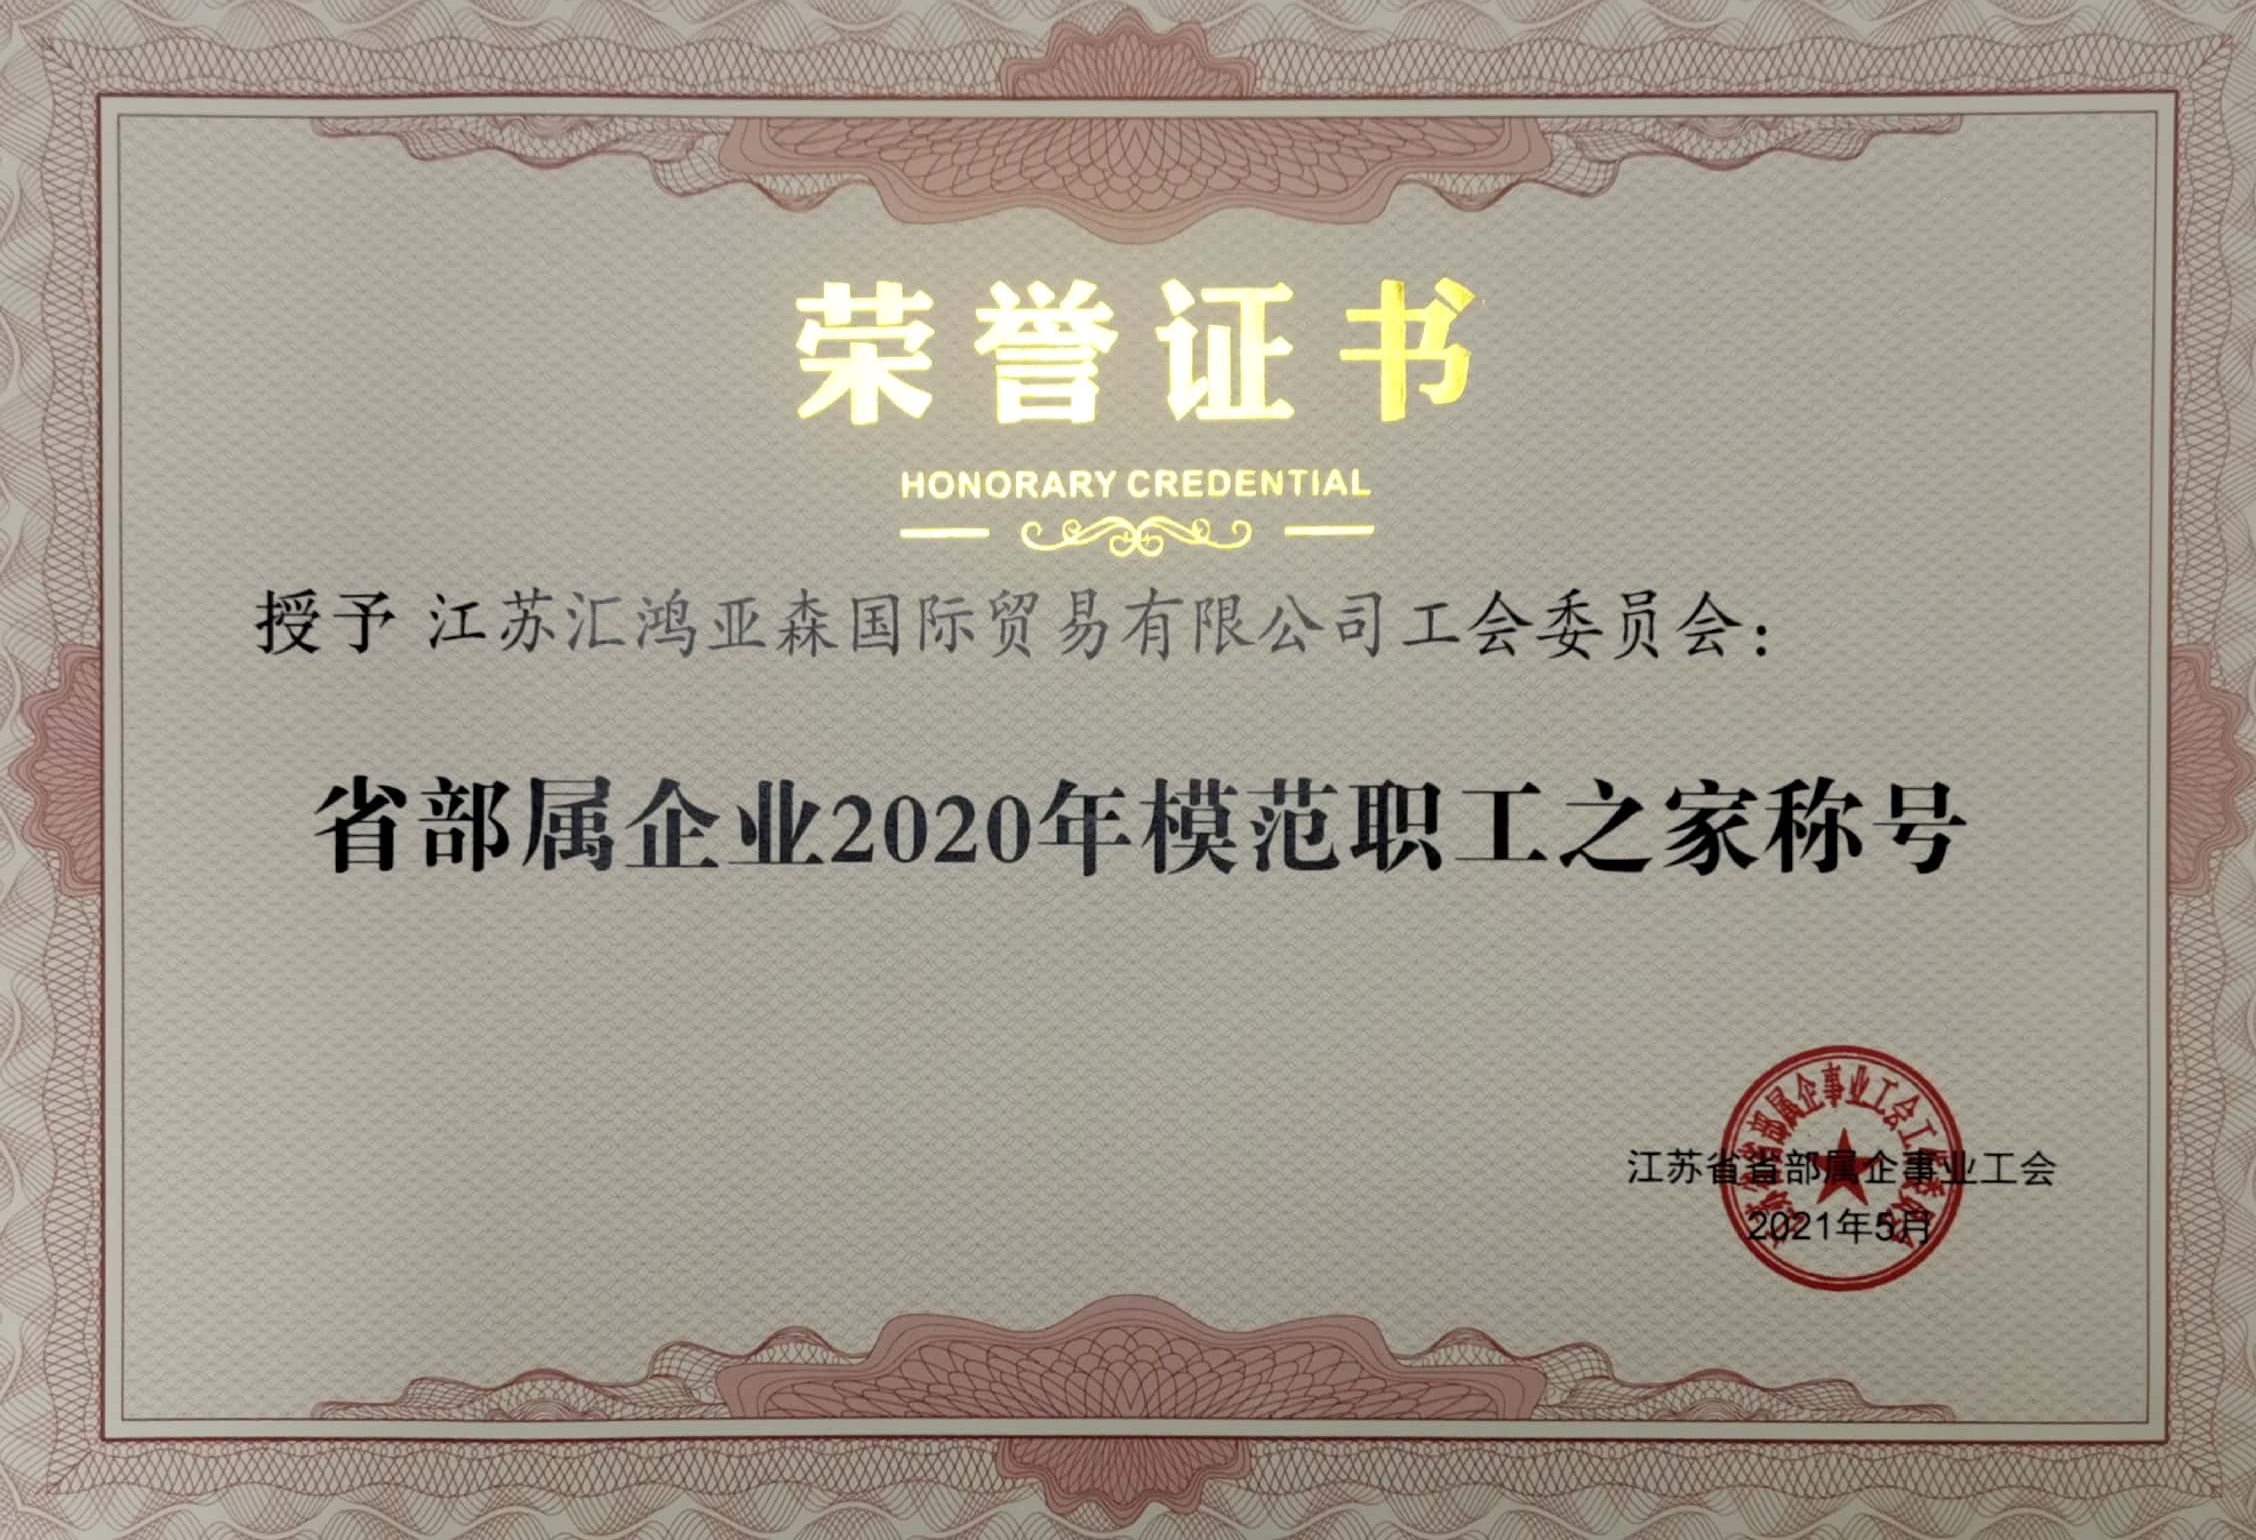 荣誉证书
HONORARY CREDENTIAL
授予 江苏汇鸿亚森国际贸易有限公司工会委员会：
省部属企业2020年模范职工之家称号
江苏省省部属企事业工会
2021年5月